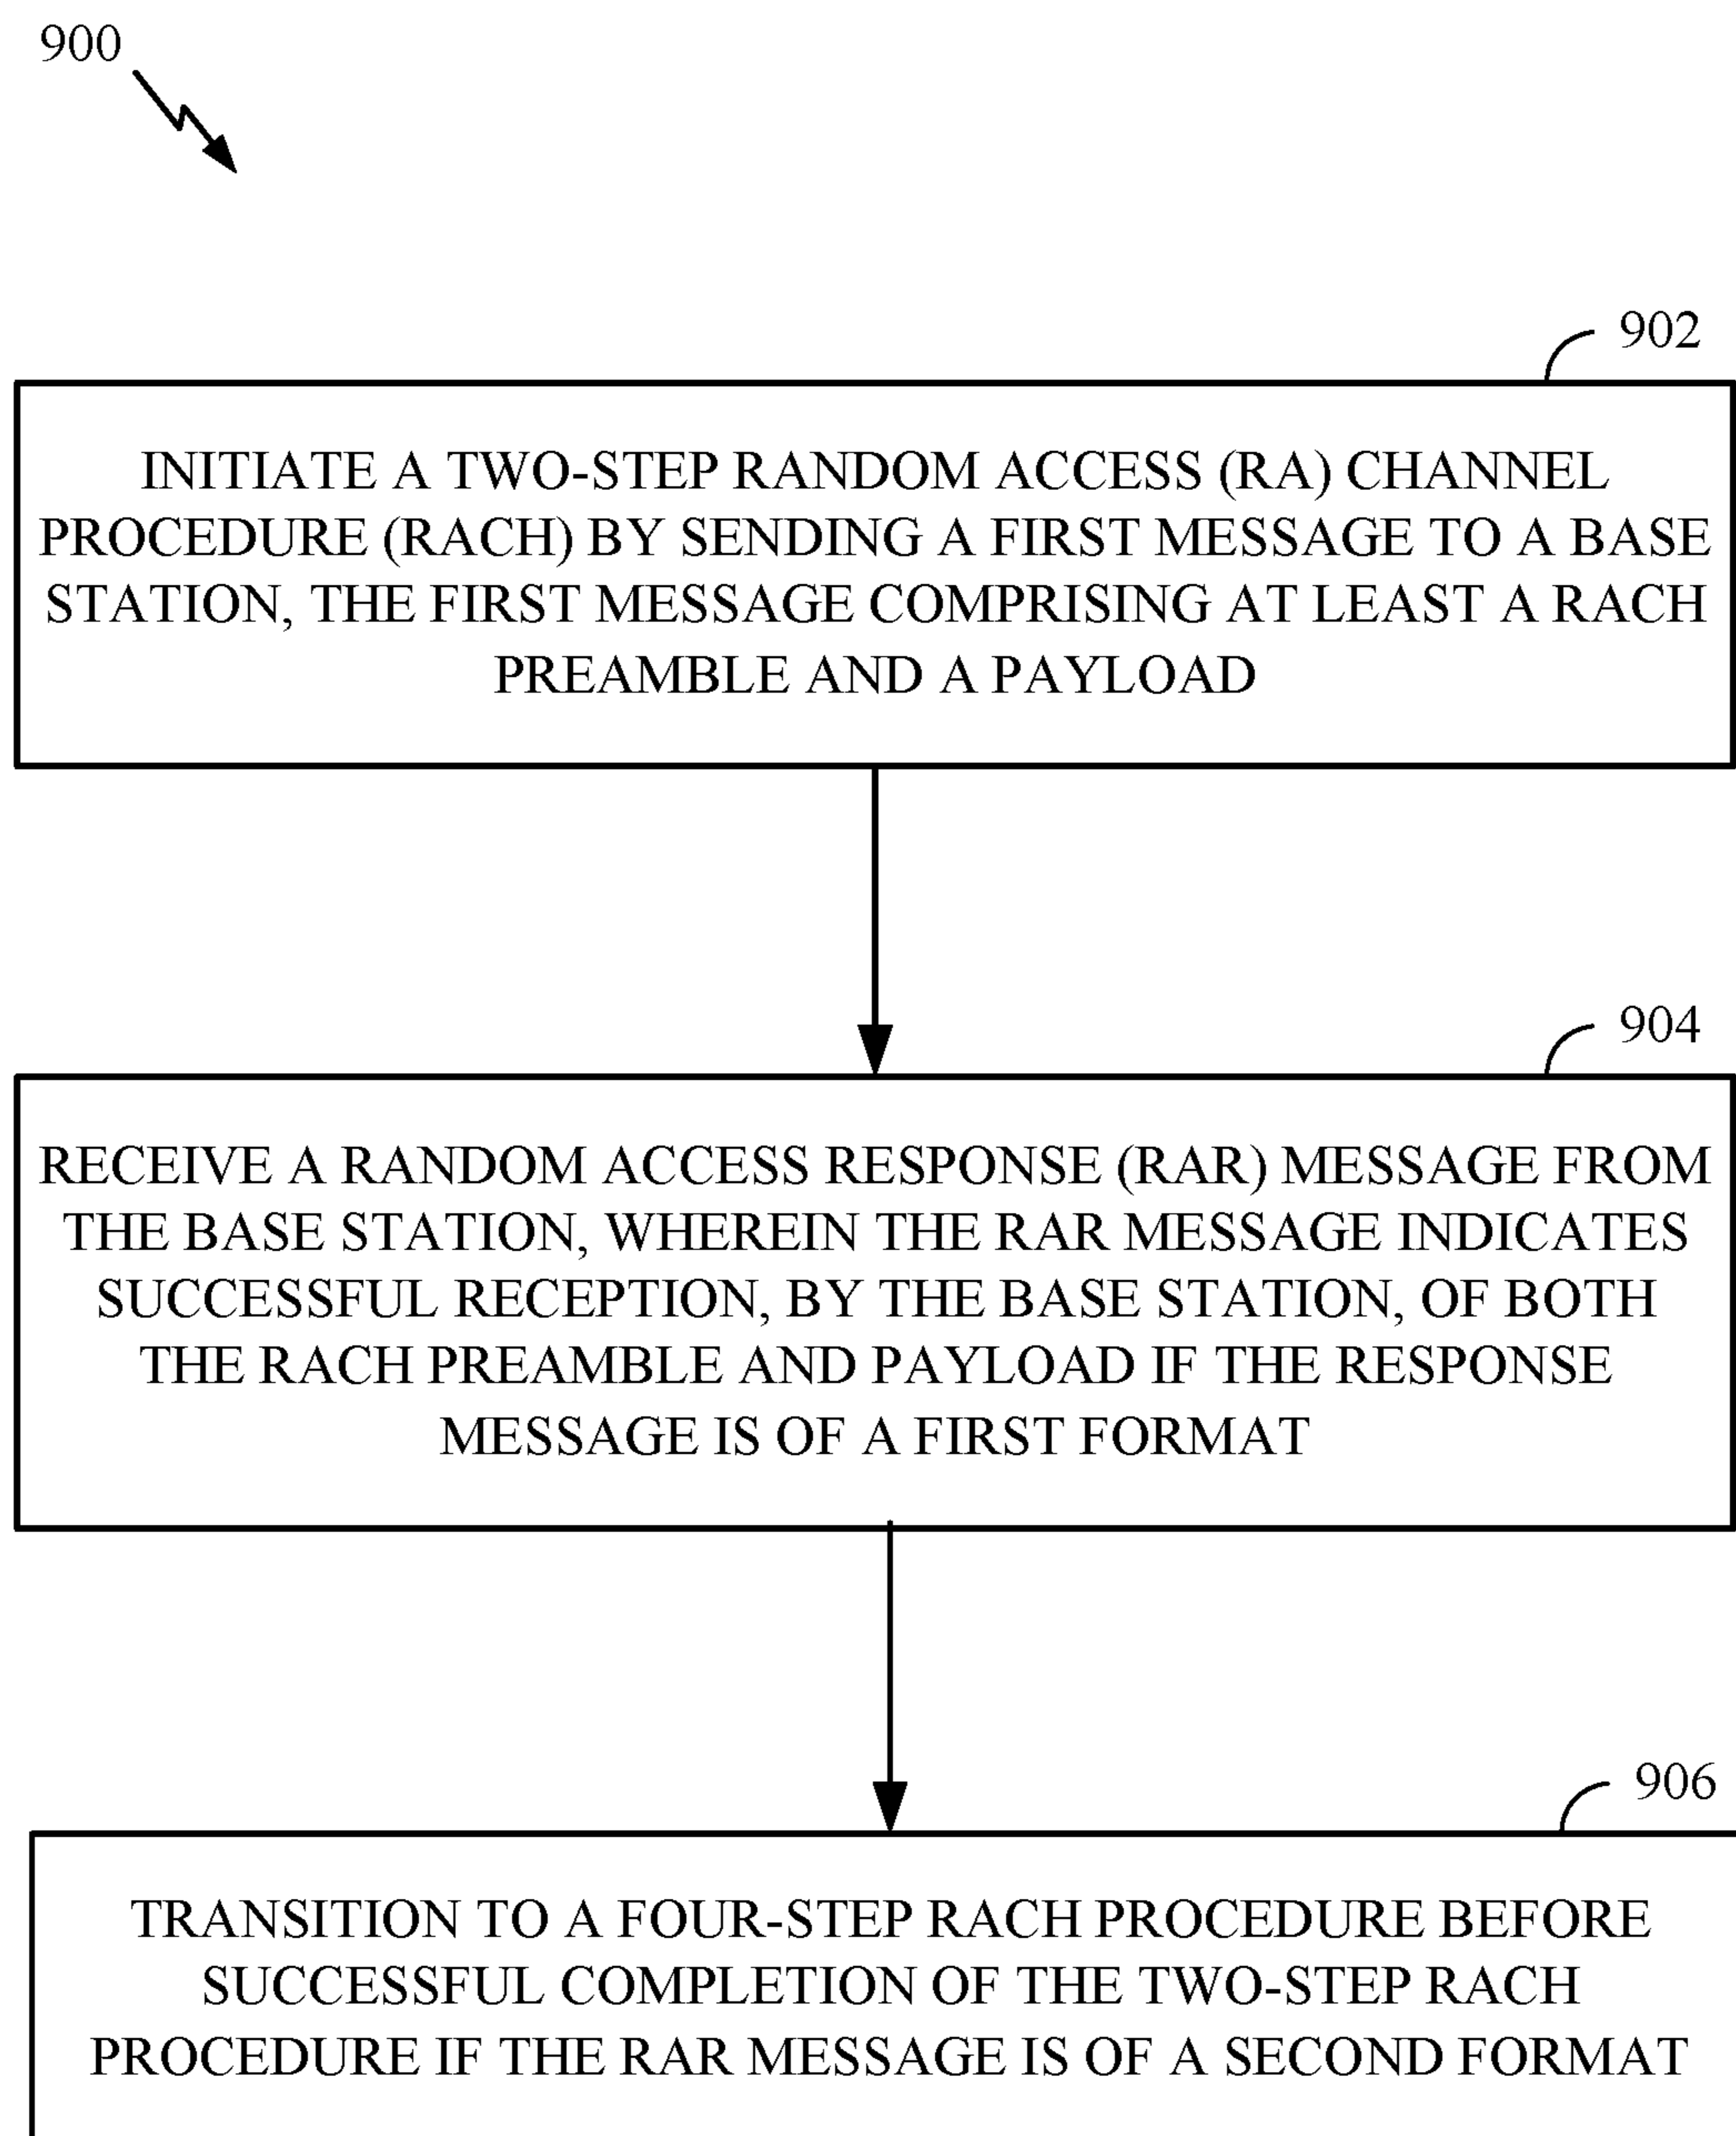 900
902
INITIATE A TWO-STEP RANDOM ACCESS (RA) CHANNEL
PROCEDURE (RACH) BY SENDING A FIRST MESSAGE TO A BASE
STATION, THE FIRST MESSAGE COMPRISING AT LEAST A RACH
PREAMBLE AND A PAYLOAD
904
RECEIVE A RANDOM ACCESS RESPONSE (RAR) MESSAGE FROM
THE BASE STATION, WHEREIN THE RAR MESSAGE INDICATES
SUCCESSFUL RECEPTION, BY THE BASE STATION, OF BOTH
THE RACH PREAMBLE AND PAYLOAD IF THE RESPONSE
MESSAGE IS OF A FIRST FORMAT
906
TRANSITION TO A FOUR-STEP RACH PROCEDURE BEFORE
SUCCESSFUL COMPLETION OF THE TWO-STEP RACH
PROCEDURE IF THE RAR MESSAGE IS OF A SECOND FORMAT